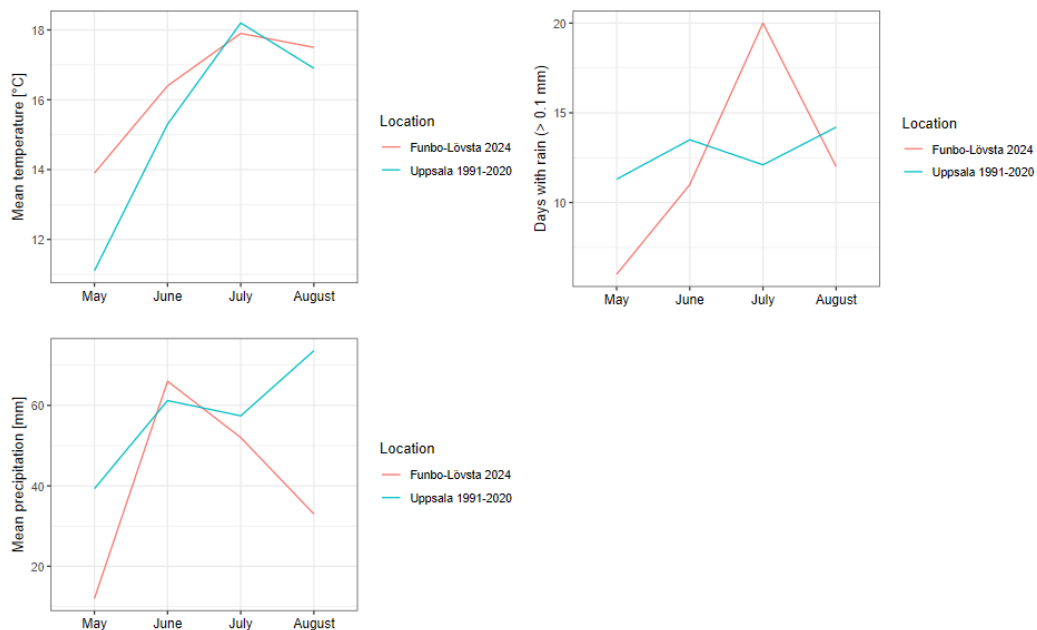 Mean temperature [°C]
18
16
14
12
May June July August
Location
Funbo-Lövsta 2024
Uppsala 1991-2020
Days with rain (> 0.1 mm)
20
15
10
May June July August
Location
Funbo-Lövsta 2024
Uppsala 1991-2020
Mean precipitation [mm]
60
40
20
May June July August
Location
Funbo-Lövsta 2024
Uppsala 1991-2020